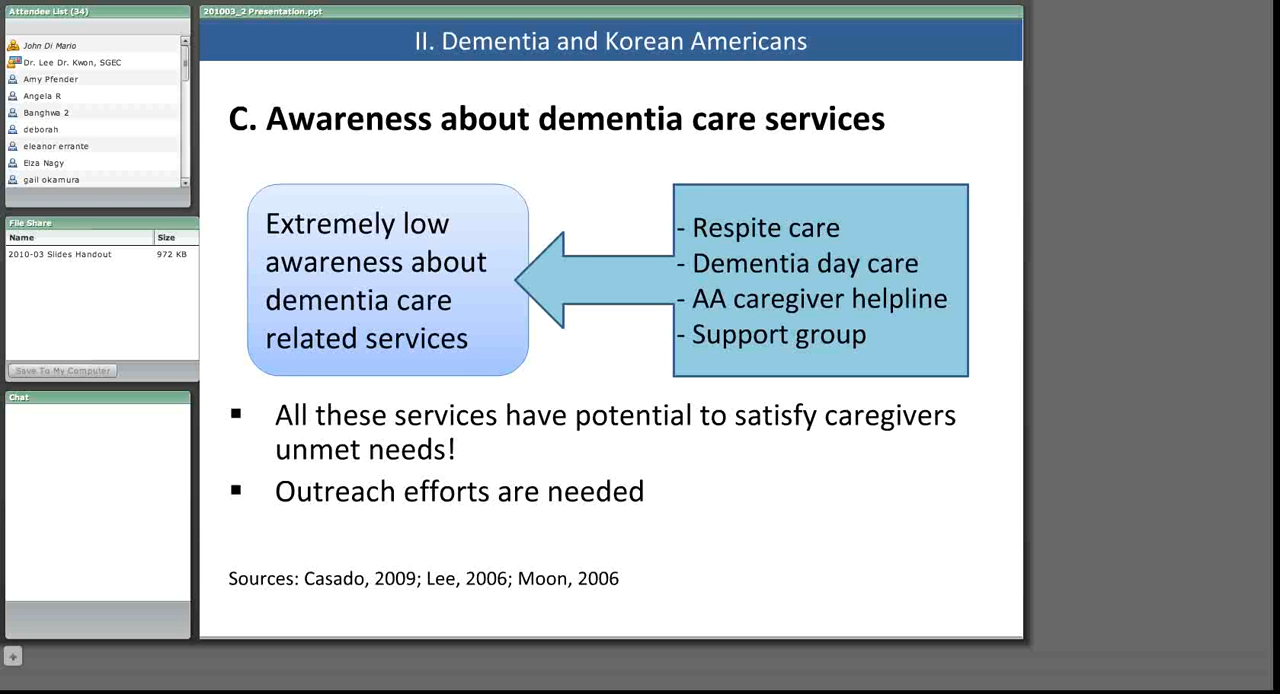 Attendee List (34)
John Di Mario
Dr. Lee Dr. Kwon, SGEC
Amy Pfender
Angela R
Banghwa 2
deborah
eleanor errante
Elza Nagy
gail okamura
File Share
Name Size
2010-03 Slides Handout 972 KB
Save To My Computer
Chat
201003_2 Presentation.ppt
II. Dementia and Korean Americans
C. Awareness about dementia care services
Extremely low
awareness about
dementia care
related services
- Respite care
- Dementia day care
- AA caregiver helpline
- Support group
▪ All these services have potential to satisfy caregivers
unmet needs!
▪ Outreach efforts are needed
Sources: Casado, 2009; Lee, 2006; Moon, 2006